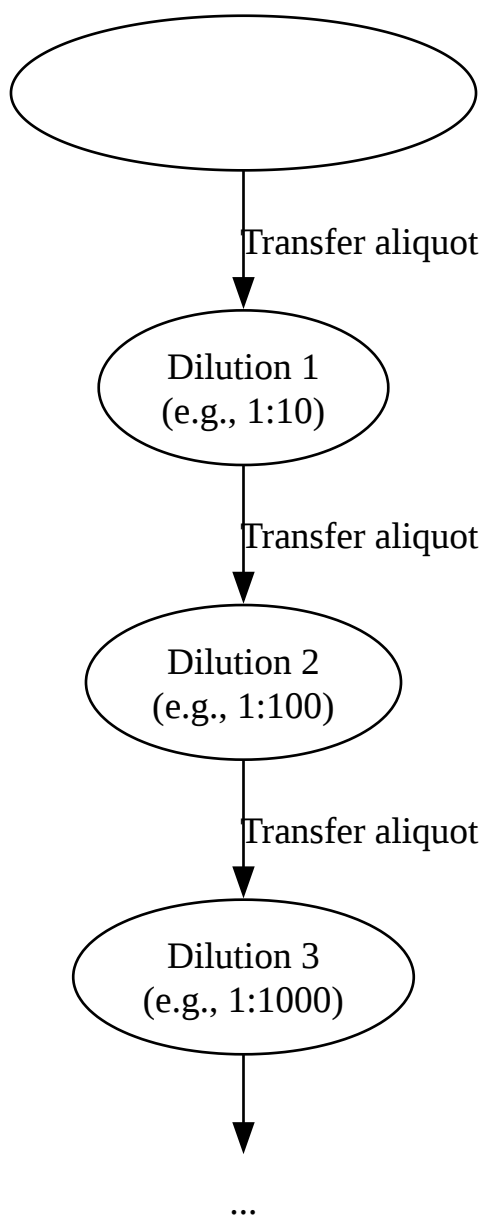 Transfer aliquot
Dilution 1
(e.g., 1:10)
Transfer aliquot
Dilution 2
(e.g., 1:100)
Transfer aliquot
Dilution 3
(e.g., 1:1000)
...